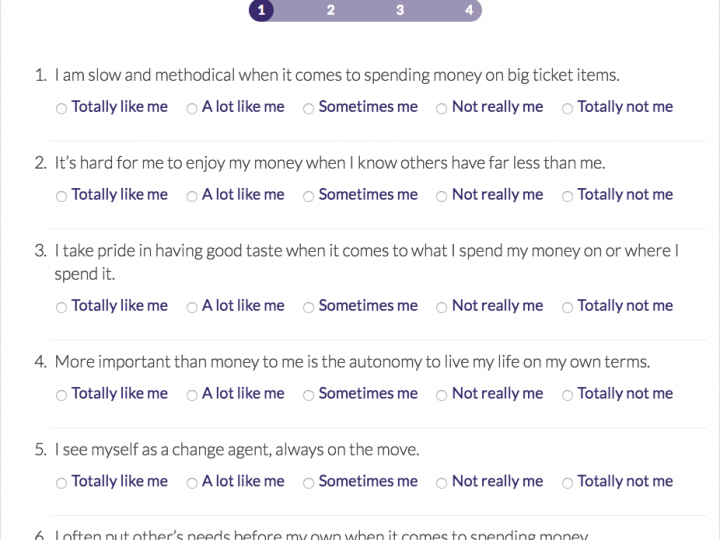 1 2 3 4
1. I am slow and methodical when it comes to spending money on big ticket items.
Totally like me A lot like me Sometimes me Not really me Totally not me
2. It's hard for me to enjoy my money when I know others have far less than me.
Totally like me A lot like me Sometimes me Not really me Totally not me
3. I take pride in having good taste when it comes to what I spend my money on or where I
spend it.
Totally like me A lot like me Sometimes me Not really me Totally not me
4. More important than money to me is the autonomy to live my life on my own terms.
Totally like me A lot like me Sometimes me Not really me Totally not me
5. I see myself as a change agent, always on the move.
Totally like me A lot like me Sometimes me Not really me Totally not me
6. I often put other's needs before my own when it comes to spending money.